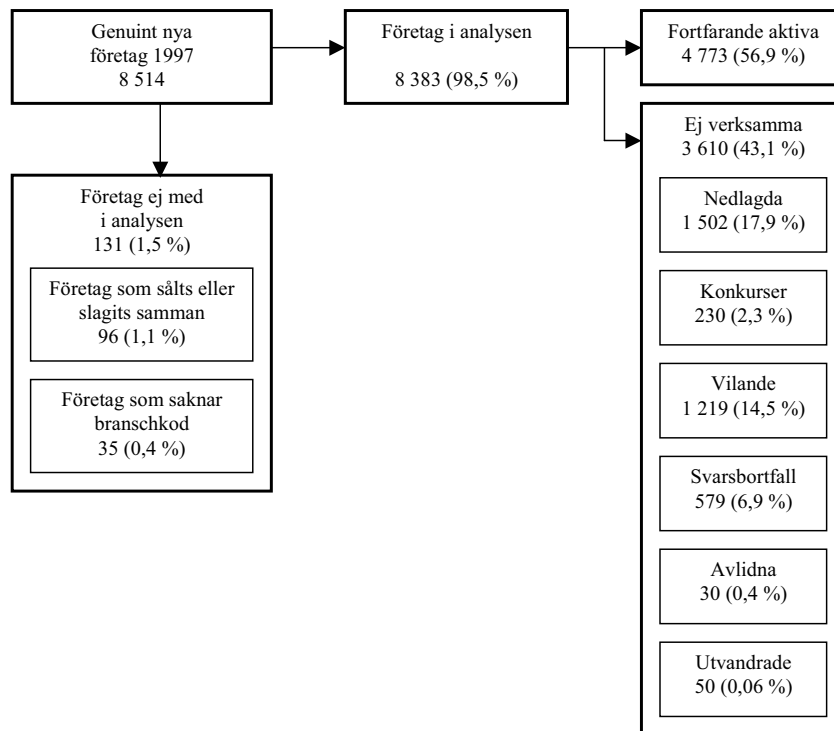 Genuint nya
företag 1997
8 514
Företag i analysen
8 383 (98,5 %)
Fortfarande aktiva
4 773 (56,9 %)
Företag ej med
i analysen
131 (1,5 %)
Företag som sålts eller
slagits samman
96 (1,1 %)
Företag som saknar
branschkod
35 (0,4 %)
Ej verksamma
3 610 (43,1 %)
Nedlagda
1 502 (17,9 %)
Konkurser
230 (2,3 %)
Vilande
1 219 (14,5 %)
Svarsbortfall
579 (6,9 %)
Avlidna
30 (0,4 %)
Utvandrade
50 (0,06 %)